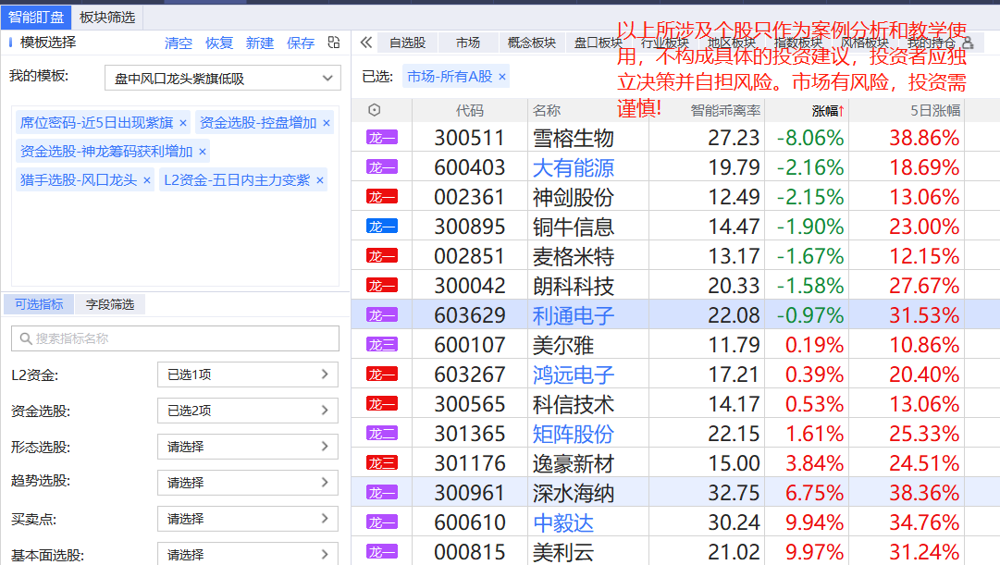 智能盯盘 板块筛选
模板选择 清空 恢复 新建 保存
我的模板: 盘中风口龙头紫旗低吸
席位密码-近5日出现紫旗 × 资金选股-控盘增加 ×
资金选股-神龙筹码获利增加 ×
猎手选股-风口龙头 × L2资金-五日内主力变紫 ×
可选指标 字段筛选
搜索指标名称
L2资金: 已选1项
资金选股: 已选2项
形态选股: 请选择
趋势选股: 请选择
买卖点: 请选择
基本面选股: 请选择
自选股 市场 概念板块 盘口板块 行业板块 地区板块 指数板块 风格板块 我的持仓
以上所涉及个股只作为案例分析和教学使
用，不构成具体的投资建议，投资者应独
立决策并自担风险。市场有风险，投资需
谨慎!
已选: 市场-所有A股 ×
代码 名称 智能乖离率 涨幅↑ 5日涨幅
龙一 300511 雪榕生物 27.23 -8.06% 38.86%
龙一 600403 大有能源 19.79 -2.16% 18.69%
龙一 002361 神剑股份 12.49 -2.15% 13.06%
龙一 300895 铜牛信息 14.47 -1.90% 23.00%
龙一 002851 麦格米特 13.17 -1.67% 12.15%
龙一 300042 朗科科技 20.33 -1.58% 27.67%
龙一 603629 利通电子 22.08 -0.97% 31.53%
龙三 600107 美尔雅 11.79 0.19% 10.86%
龙一 603267 鸿远电子 17.21 0.39% 20.40%
龙一 300565 科信技术 14.17 0.53% 13.06%
龙二 301365 矩阵股份 22.15 1.61% 25.33%
龙三 301176 逸豪新材 15.00 3.84% 24.51%
龙一 300961 深水海纳 32.75 6.75% 38.36%
龙一 600610 中毅达 30.24 9.94% 34.76%
龙一 000815 美利云 21.02 9.97% 31.24%